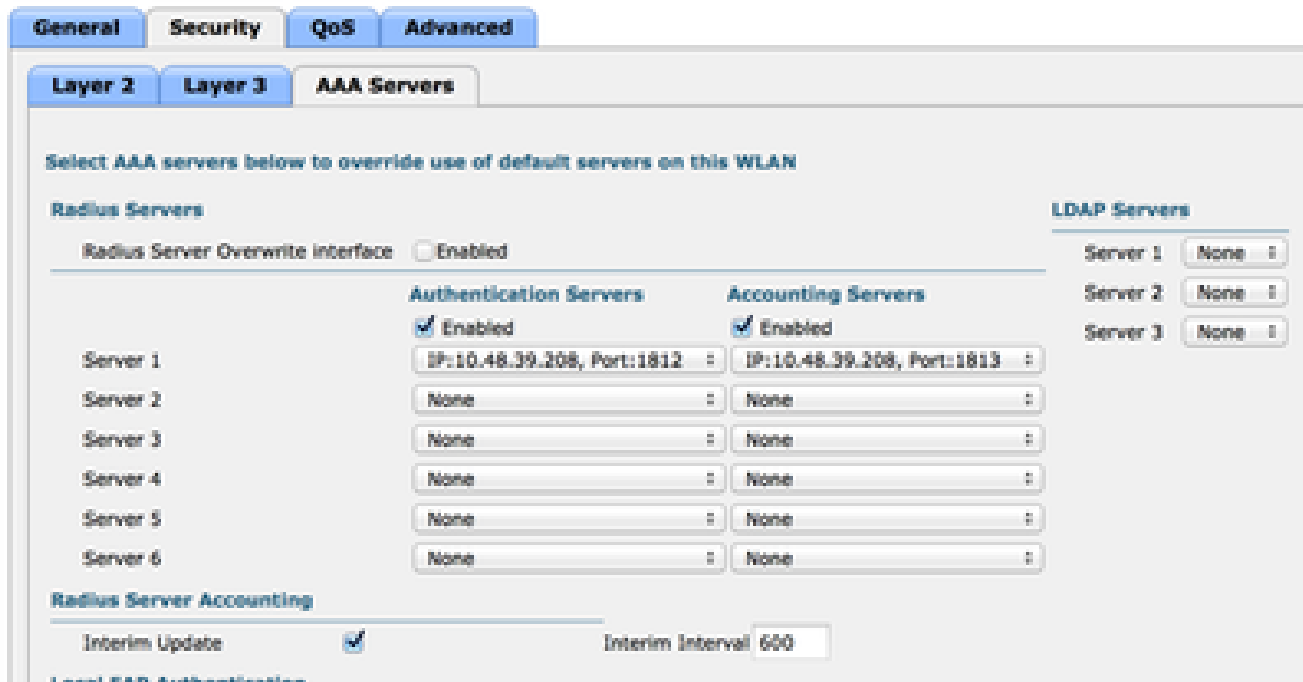 General Security QoS Advanced
Layer 2 Layer 3 AAA Servers
Select AAA servers below to override use of default servers on this WLAN
Radius Servers
LDAP Servers
Radius Server Overwrite interface Enabled
Server 1 None
Authentication Servers Accounting Servers
Server 2 None
Enabled Enabled
Server 3 None
Server 1 IP:10.48.39.208, Port:1812 IP:10.48.39.208, Port:1813
Server 2 None None
Server 3 None None
Server 4 None None
Server 5 None None
Server 6 None None
Radius Server Accounting
Interim Update Interim Interval 600
Local EAP Authentication